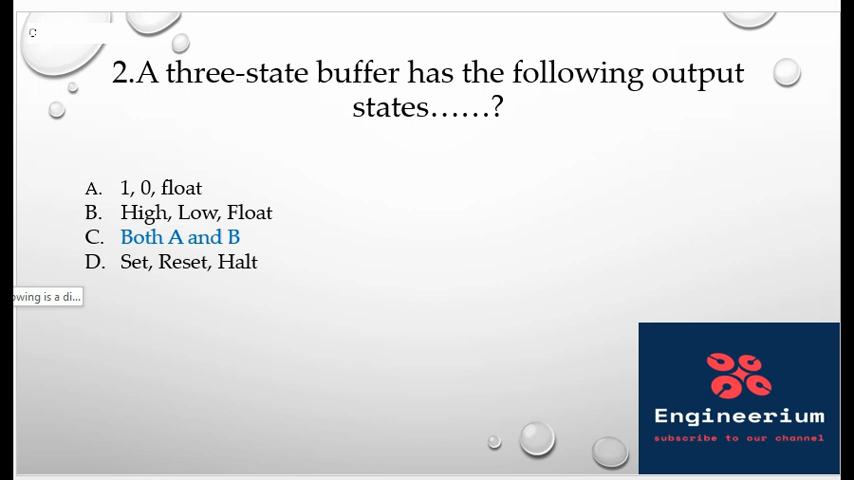 2.A three-state buffer has the following output
states......?
A. 1, 0, float
B. High, Low, Float
C. Both A and B
D. Set, Reset, Halt
owing is a di...
Engineerium
subscribe to our channel